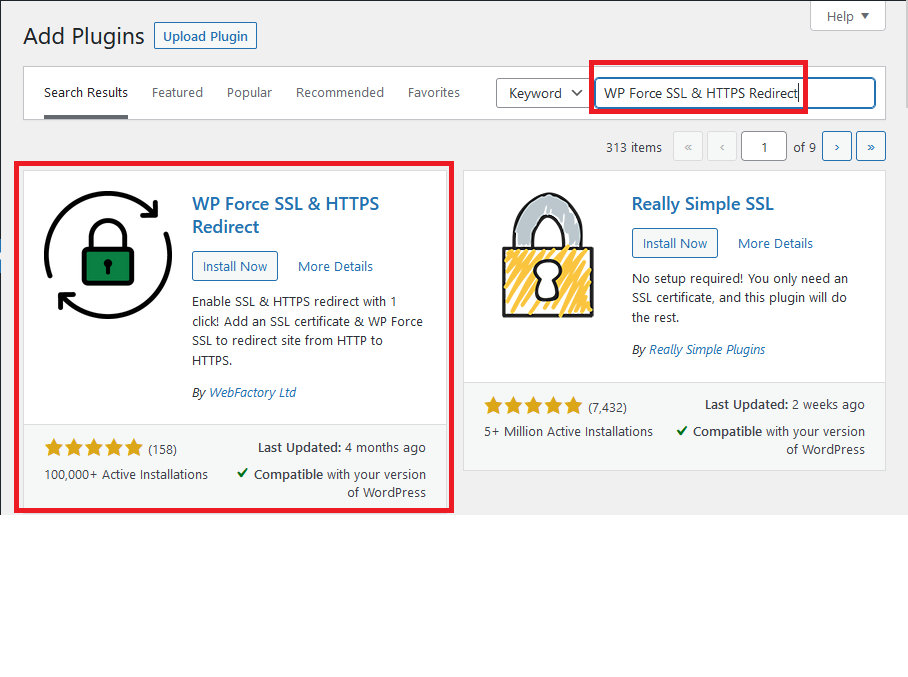 Help
Add Plugins Upload Plugin
Search Results Featured Popular Recommended Favorites Keyword WP Force SSL & HTTPS Redirect
313 items « ‹ 1 of 9 › »
WP Force SSL & HTTPS
Redirect
Install Now More Details
Enable SSL & HTTPS redirect with 1
click! Add an SSL certificate & WP Force
SSL to redirect site from HTTP to
HTTPS.
By WebFactory Ltd
(158) Last Updated: 4 months ago
100,000+ Active Installations Compatible with your version
of WordPress
Really Simple SSL
Install Now More Details
No setup required! You only need an
SSL certificate, and this plugin will do
the rest.
By Really Simple Plugins
(7,432) Last Updated: 2 weeks ago
5+ Million Active Installations Compatible with your version
of WordPress